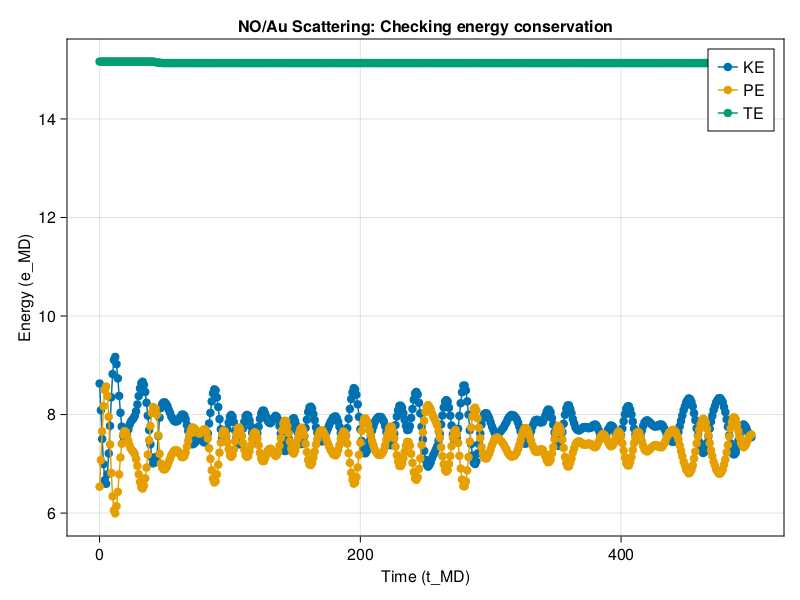 NO/Au Scattering: Checking energy conservation
KE
PE
TE
14
12
10
8
6
Energy (e_MD)
0
200
400
Time (t_MD)